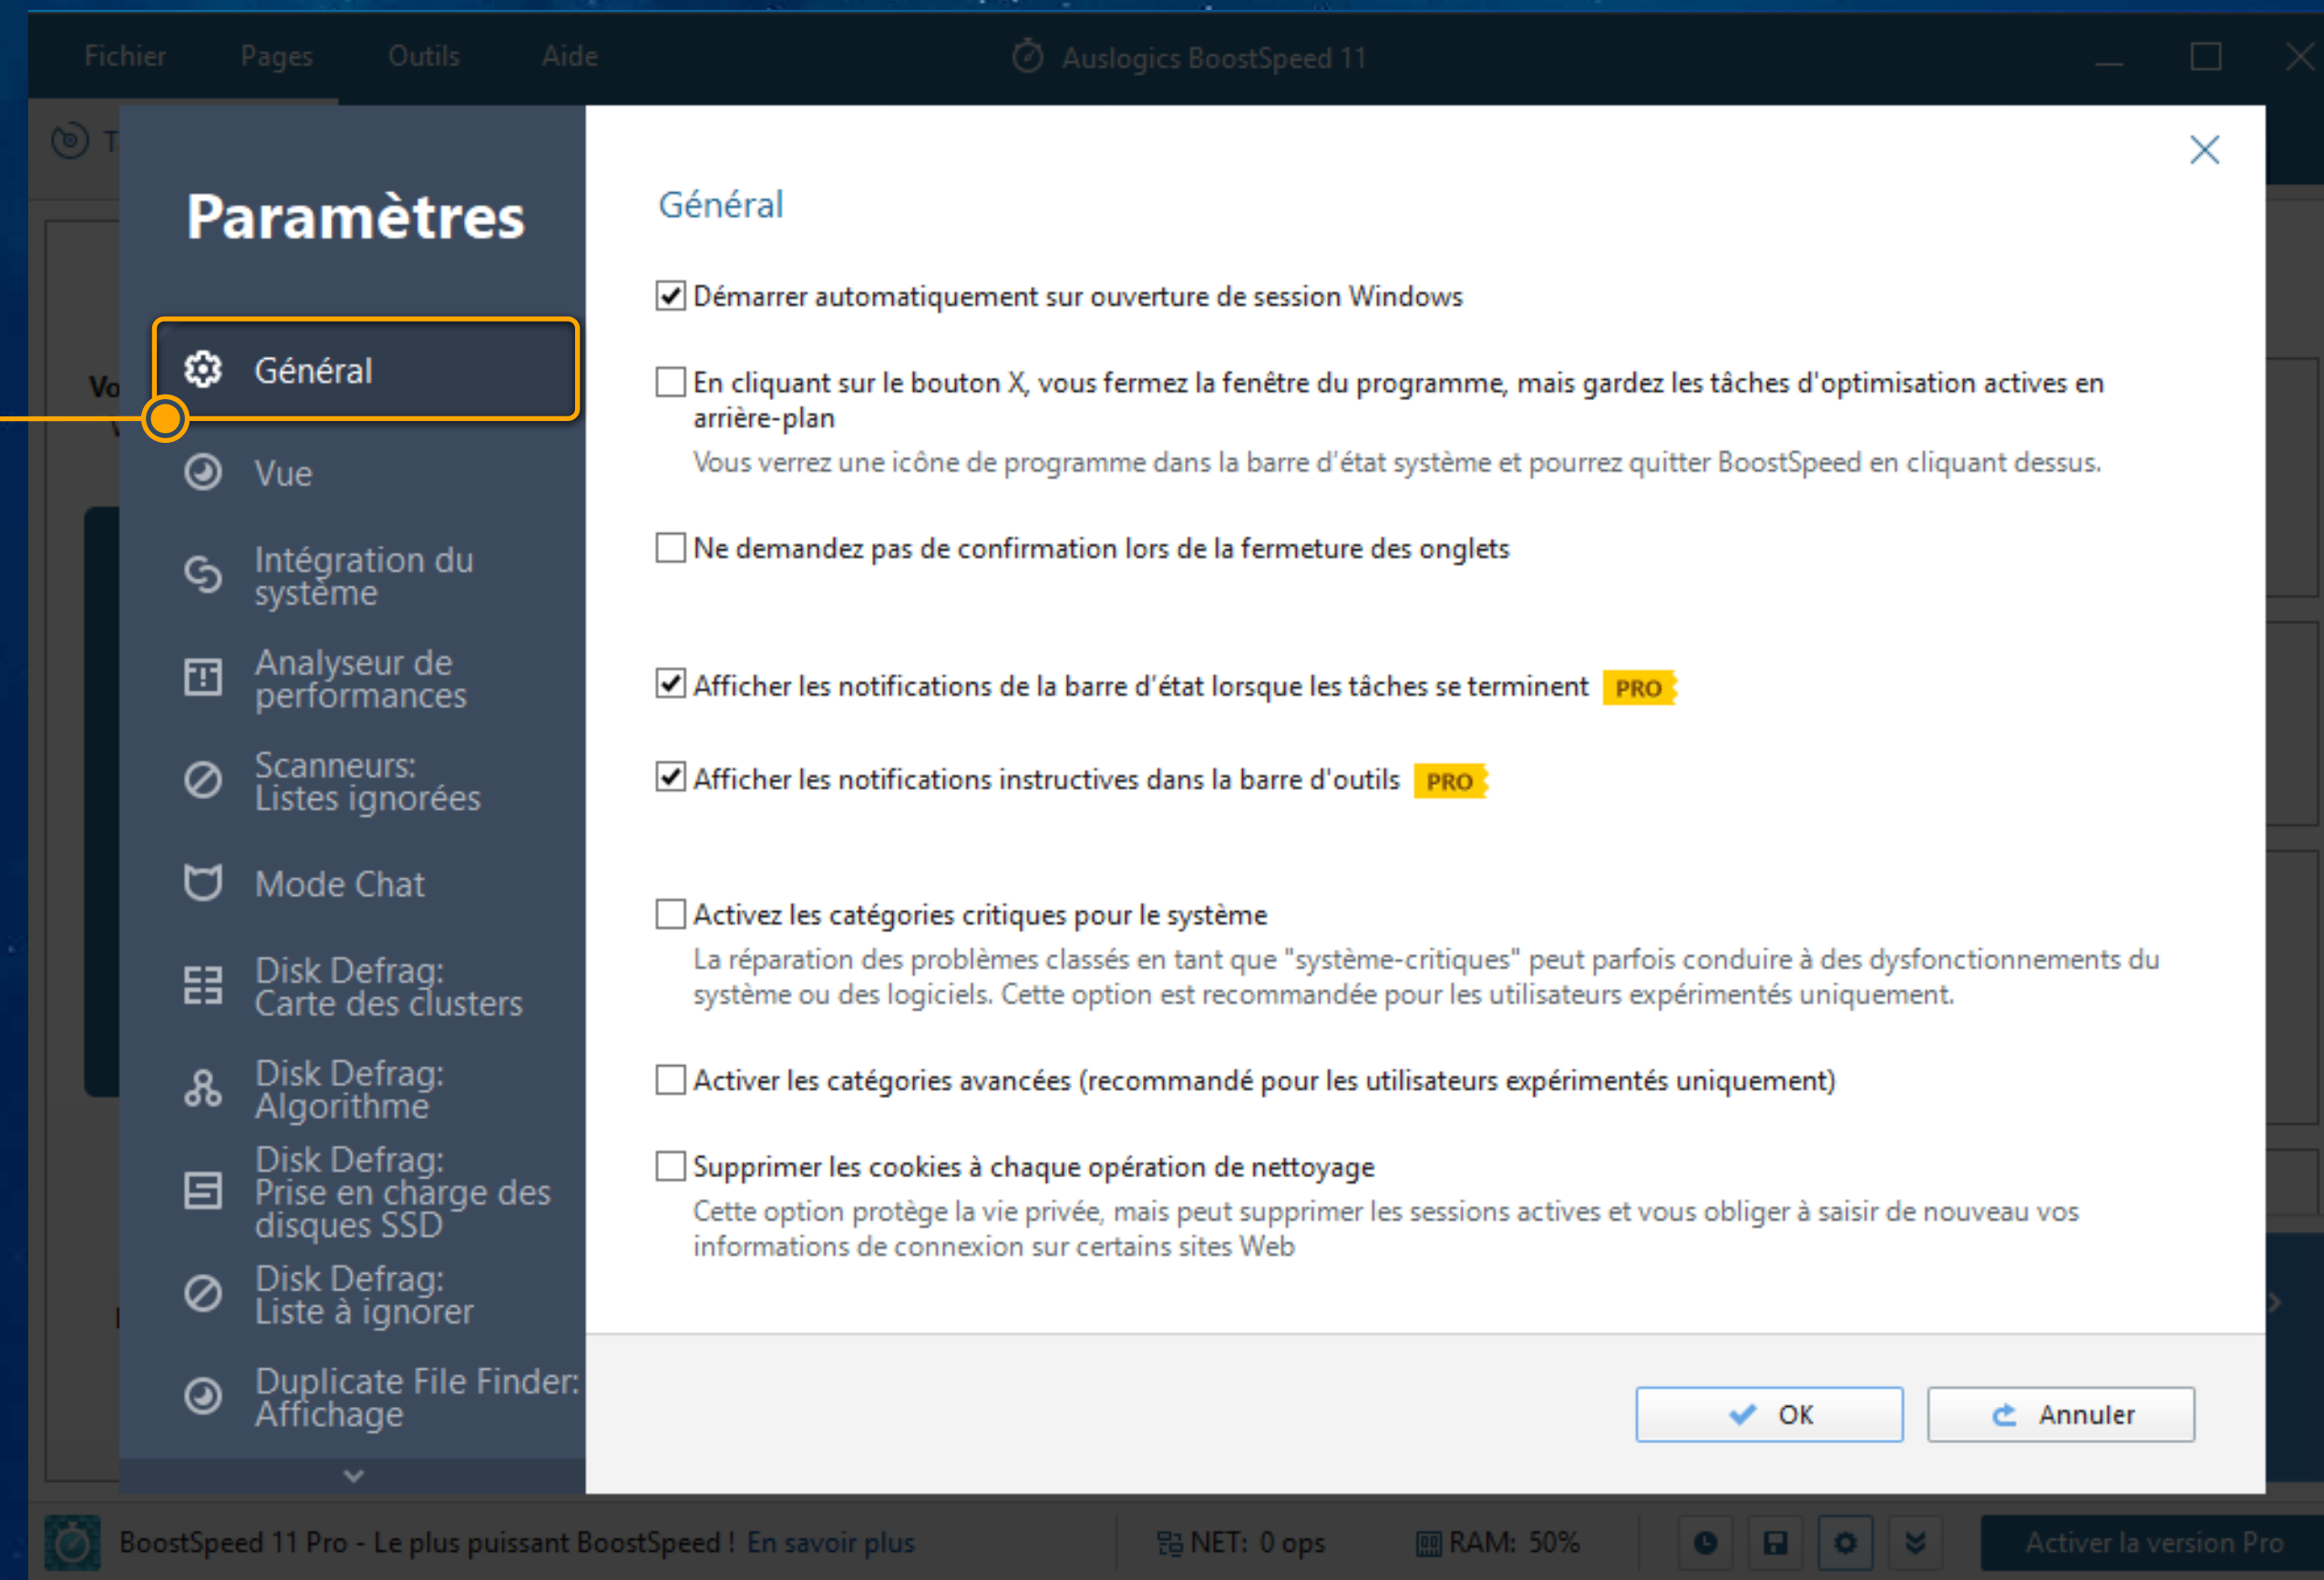 Fichier Pages Outils Aide Auslogics BoostSpeed 11
Paramètres
Général
Vue
Intégration du
système
Analyseur de
performances
Scanneurs:
Listes ignorées
Mode Chat
Disk Defrag:
Carte des clusters
Disk Defrag:
Algorithme
Disk Defrag:
Prise en charge des
disques SSD
Disk Defrag:
Liste à ignorer
Duplicate File Finder:
Affichage
Général
Démarrer automatiquement sur ouverture de session Windows
En cliquant sur le bouton X, vous fermez la fenêtre du programme, mais gardez les tâches d'optimisation actives en
arrière-plan
Vous verrez une icône de programme dans la barre d'état système et pourrez quitter BoostSpeed en cliquant dessus.
Ne demandez pas de confirmation lors de la fermeture des onglets
Afficher les notifications de la barre d'état lorsque les tâches se terminent PRO
Afficher les notifications instructives dans la barre d'outils PRO
Activez les catégories critiques pour le système
La réparation des problèmes classés en tant que "système-critiques" peut parfois conduire à des dysfonctionnements du
système ou des logiciels. Cette option est recommandée pour les utilisateurs expérimentés uniquement.
Activer les catégories avancées (recommandé pour les utilisateurs expérimentés uniquement)
Supprimer les cookies à chaque opération de nettoyage
Cette option protège la vie privée, mais peut supprimer les sessions actives et vous obliger à saisir de nouveau vos
informations de connexion sur certains sites Web
OK Annuler
BoostSpeed 11 Pro - Le plus puissant BoostSpeed ! En savoir plus NET: 0 ops RAM: 50% Activer la version Pro